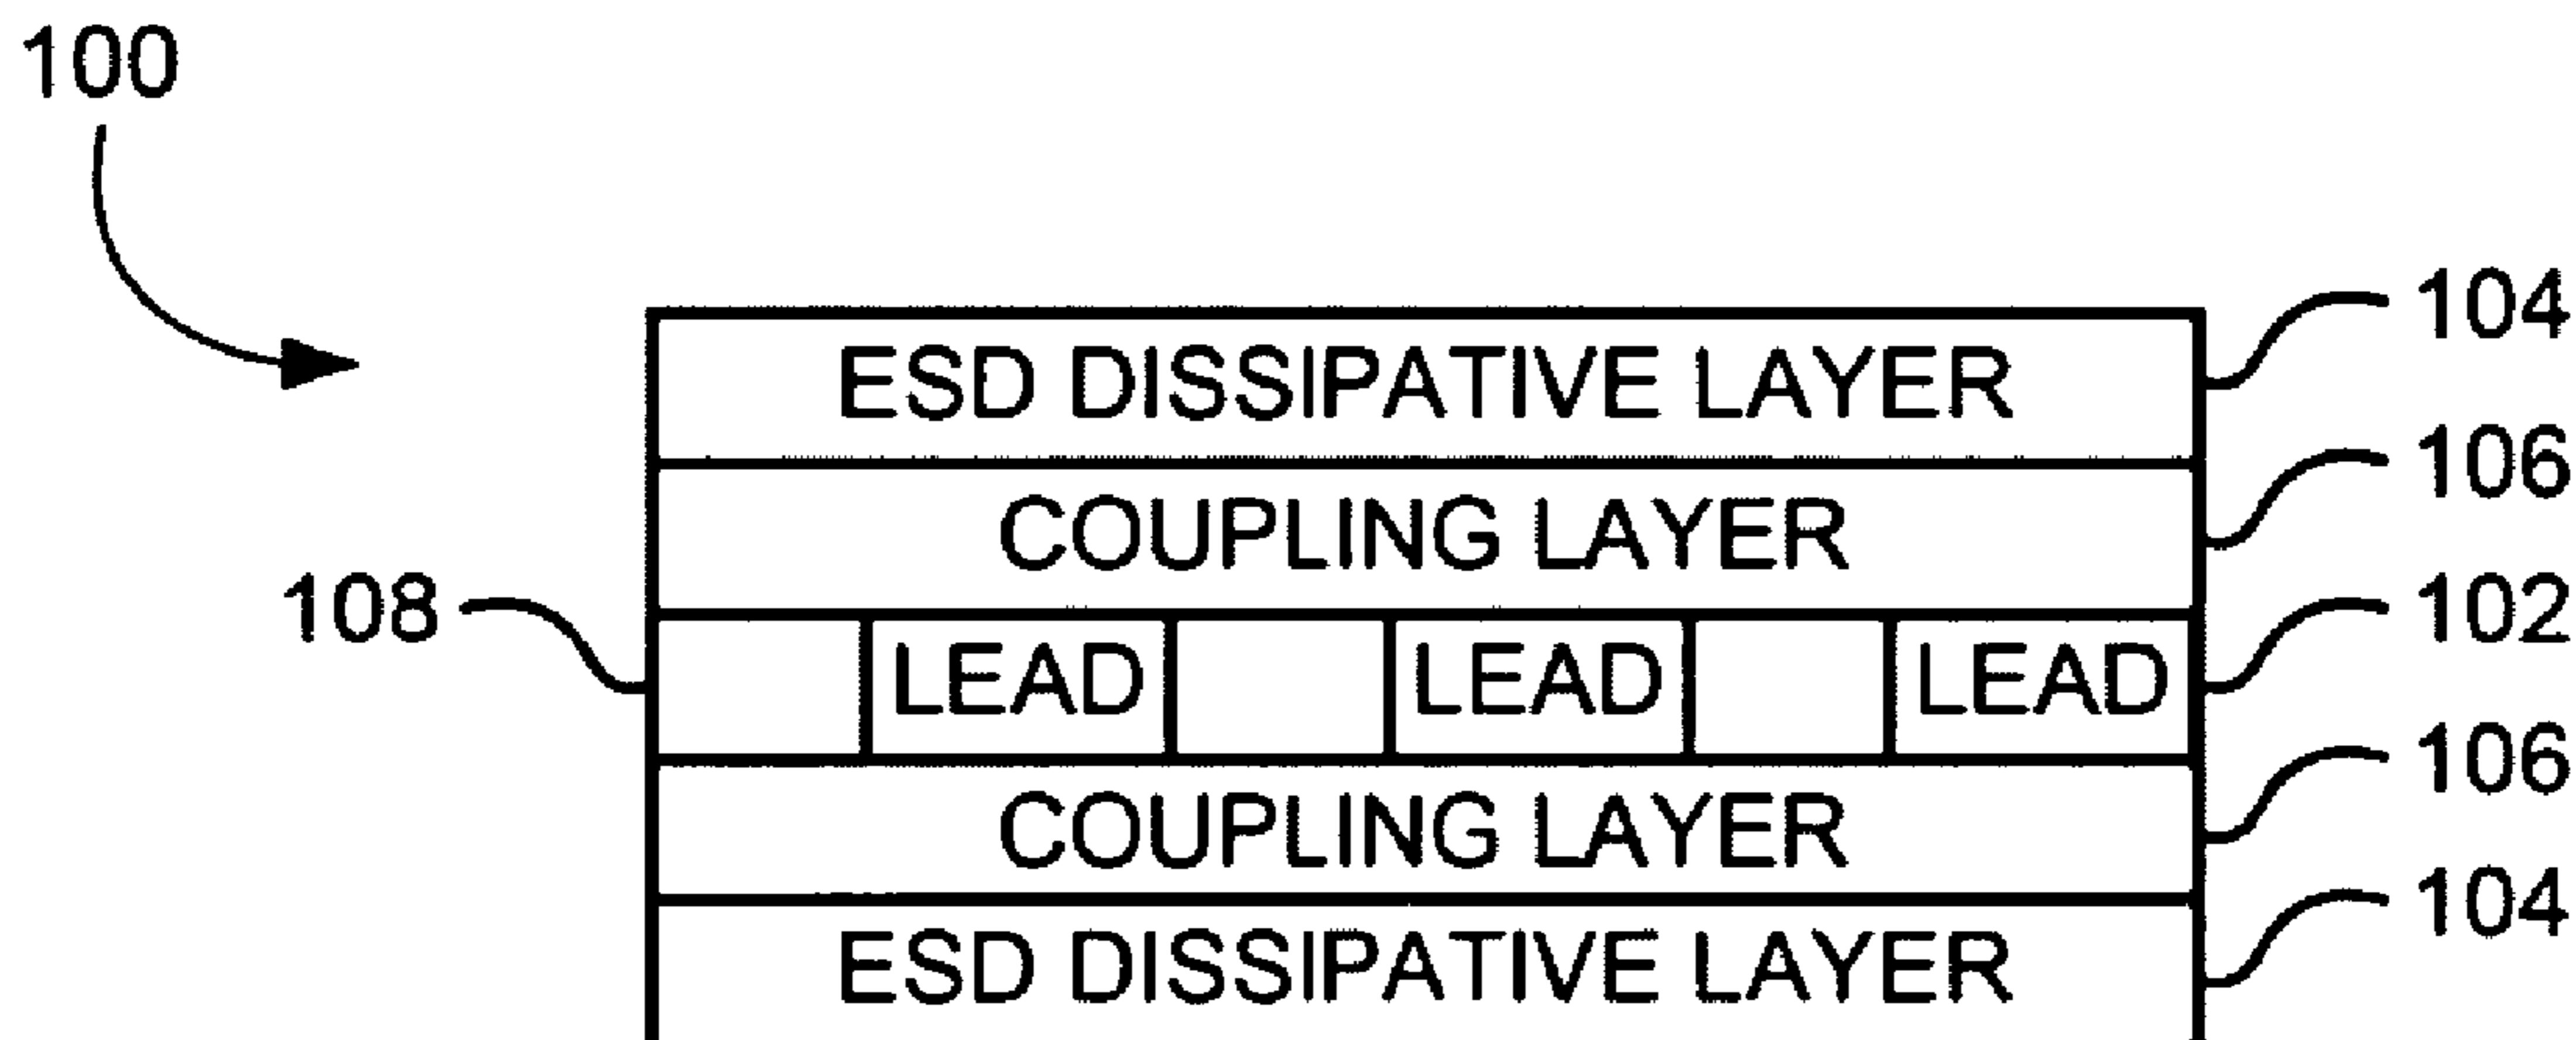 100
ESD DISSIPATIVE LAYER 104
COUPLING LAYER 106
108 LEAD LEAD LEAD 102
COUPLING LAYER 106
ESD DISSIPATIVE LAYER 104